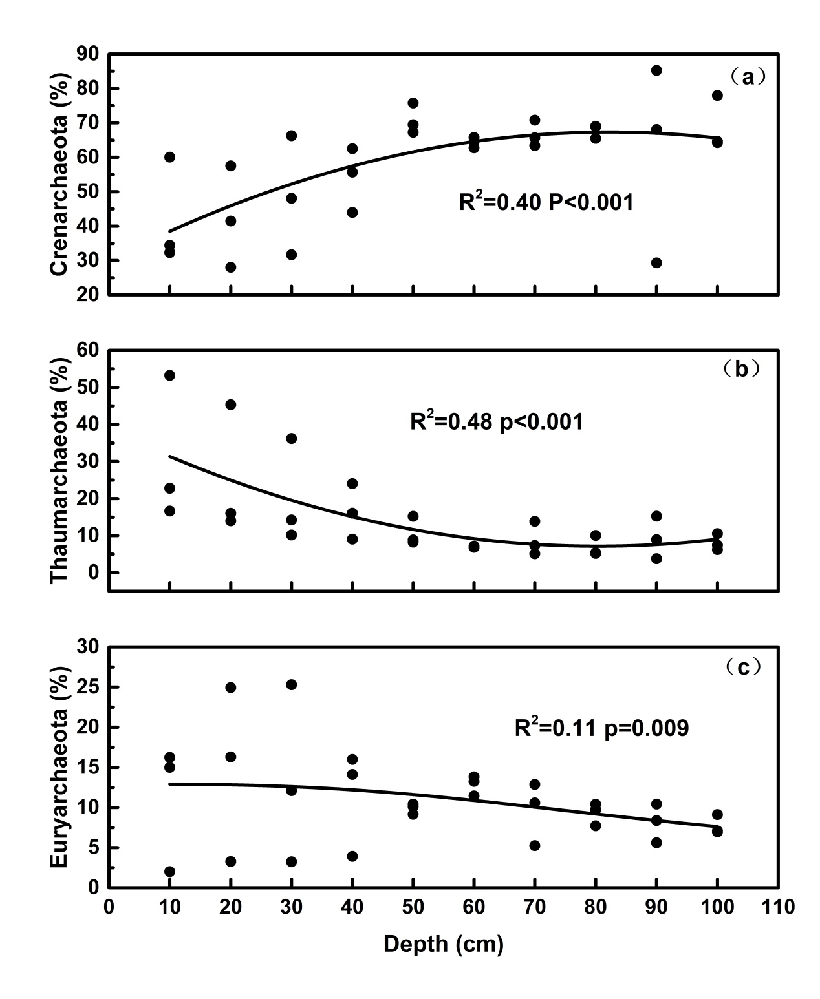 90
80
70
60
50
40
30
20
Crenarchaeota (%)
（a）
R²=0.40 P<0.001
60
50
40
30
20
10
0
Thaumarchaeota (%)
（b）
R²=0.48 p<0.001
30
25
20
15
10
5
0
Euryarchaeota (%)
（c）
R²=0.11 p=0.009
0 10 20 30 40 50 60 70 80 90 100 110
Depth (cm)